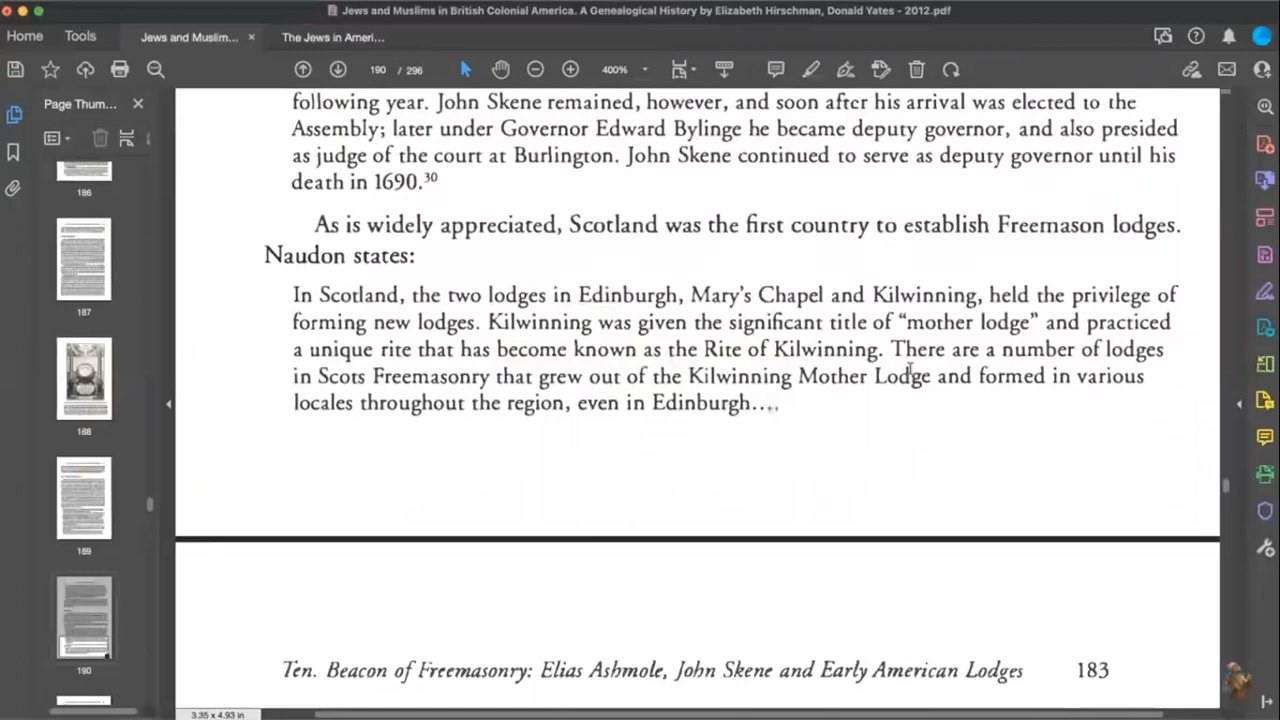 Jews and Muslims in British Colonial America. A Genealogical History by Elizabeth Hirschman, Donald Yates - 2012.pdf
Home Tools Jews and Muslim... × The Jews in Ameri...
190 / 296 400%
Page Thum...
186
187
188
189
190
following year. John Skene remained, however, and soon after his arrival was elected to the
Assembly; later under Governor Edward Bylinge he became deputy governor, and also presided
as judge of the court at Burlington. John Skene continued to serve as deputy governor until his
death in 1690.30
As is widely appreciated, Scotland was the first country to establish Freemason lodges.
Naudon states:
In Scotland, the two lodges in Edinburgh, Mary's Chapel and Kilwinning, held the privilege of
forming new lodges. Kilwinning was given the significant title of “mother lodge” and practiced
a unique rite that has become known as the Rite of Kilwinning. There are a number of lodges
in Scots Freemasonry that grew out of the Kilwinning Mother Lodge and formed in various
locales throughout the region, even in Edinburgh....
Ten. Beacon of Freemasonry: Elias Ashmole, John Skene and Early American Lodges 183
3.35 x 4.93 in